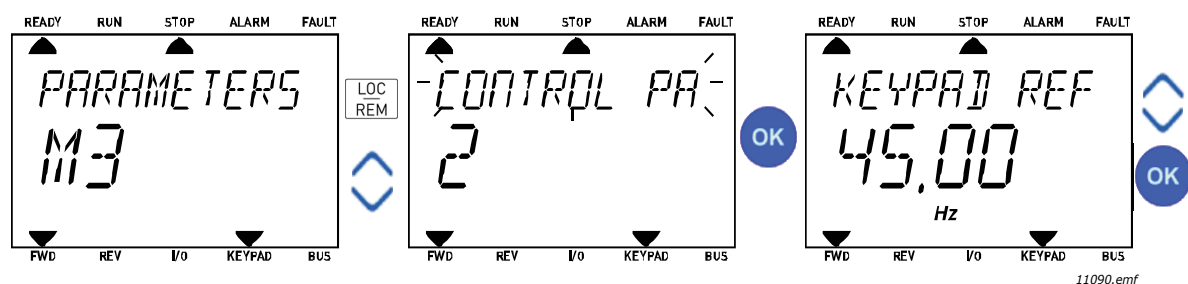 READY RUN STOP ALARM FAULT
PARAMETERS
M3
FWD REV I/O KEYPAD BUS
LOC
REM
READY RUN STOP ALARM FAULT
CONTROL PA
2
FWD REV I/O KEYPAD BUS
OK
READY RUN STOP ALARM FAULT
KEYPAD REF
45.00
Hz
FWD REV I/O KEYPAD BUS
OK
11090.emf